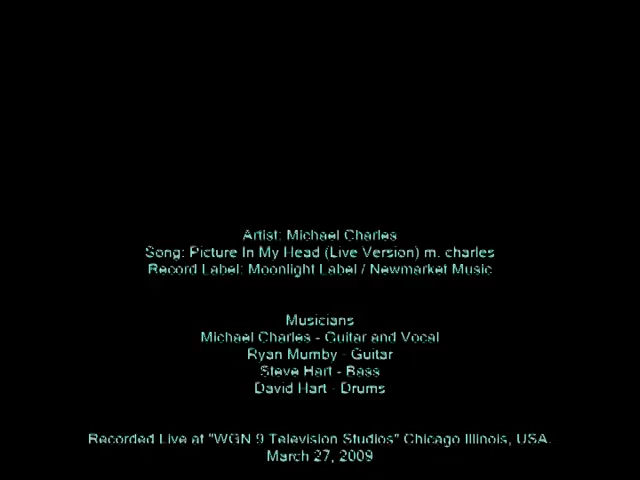 Artist: Michael Charles
Song: Picture In My Head (Live Version) m. charles
Record Label: Moonlight Label / Newmarket Music
Musicians
Michael Charles - Guitar and Vocal
Ryan Mumby - Guitar
Steve Hart - Bass
David Hart - Drums
Recorded Live at "WGN 9 Television Studios" Chicago Illinois, USA.
March 27, 2009